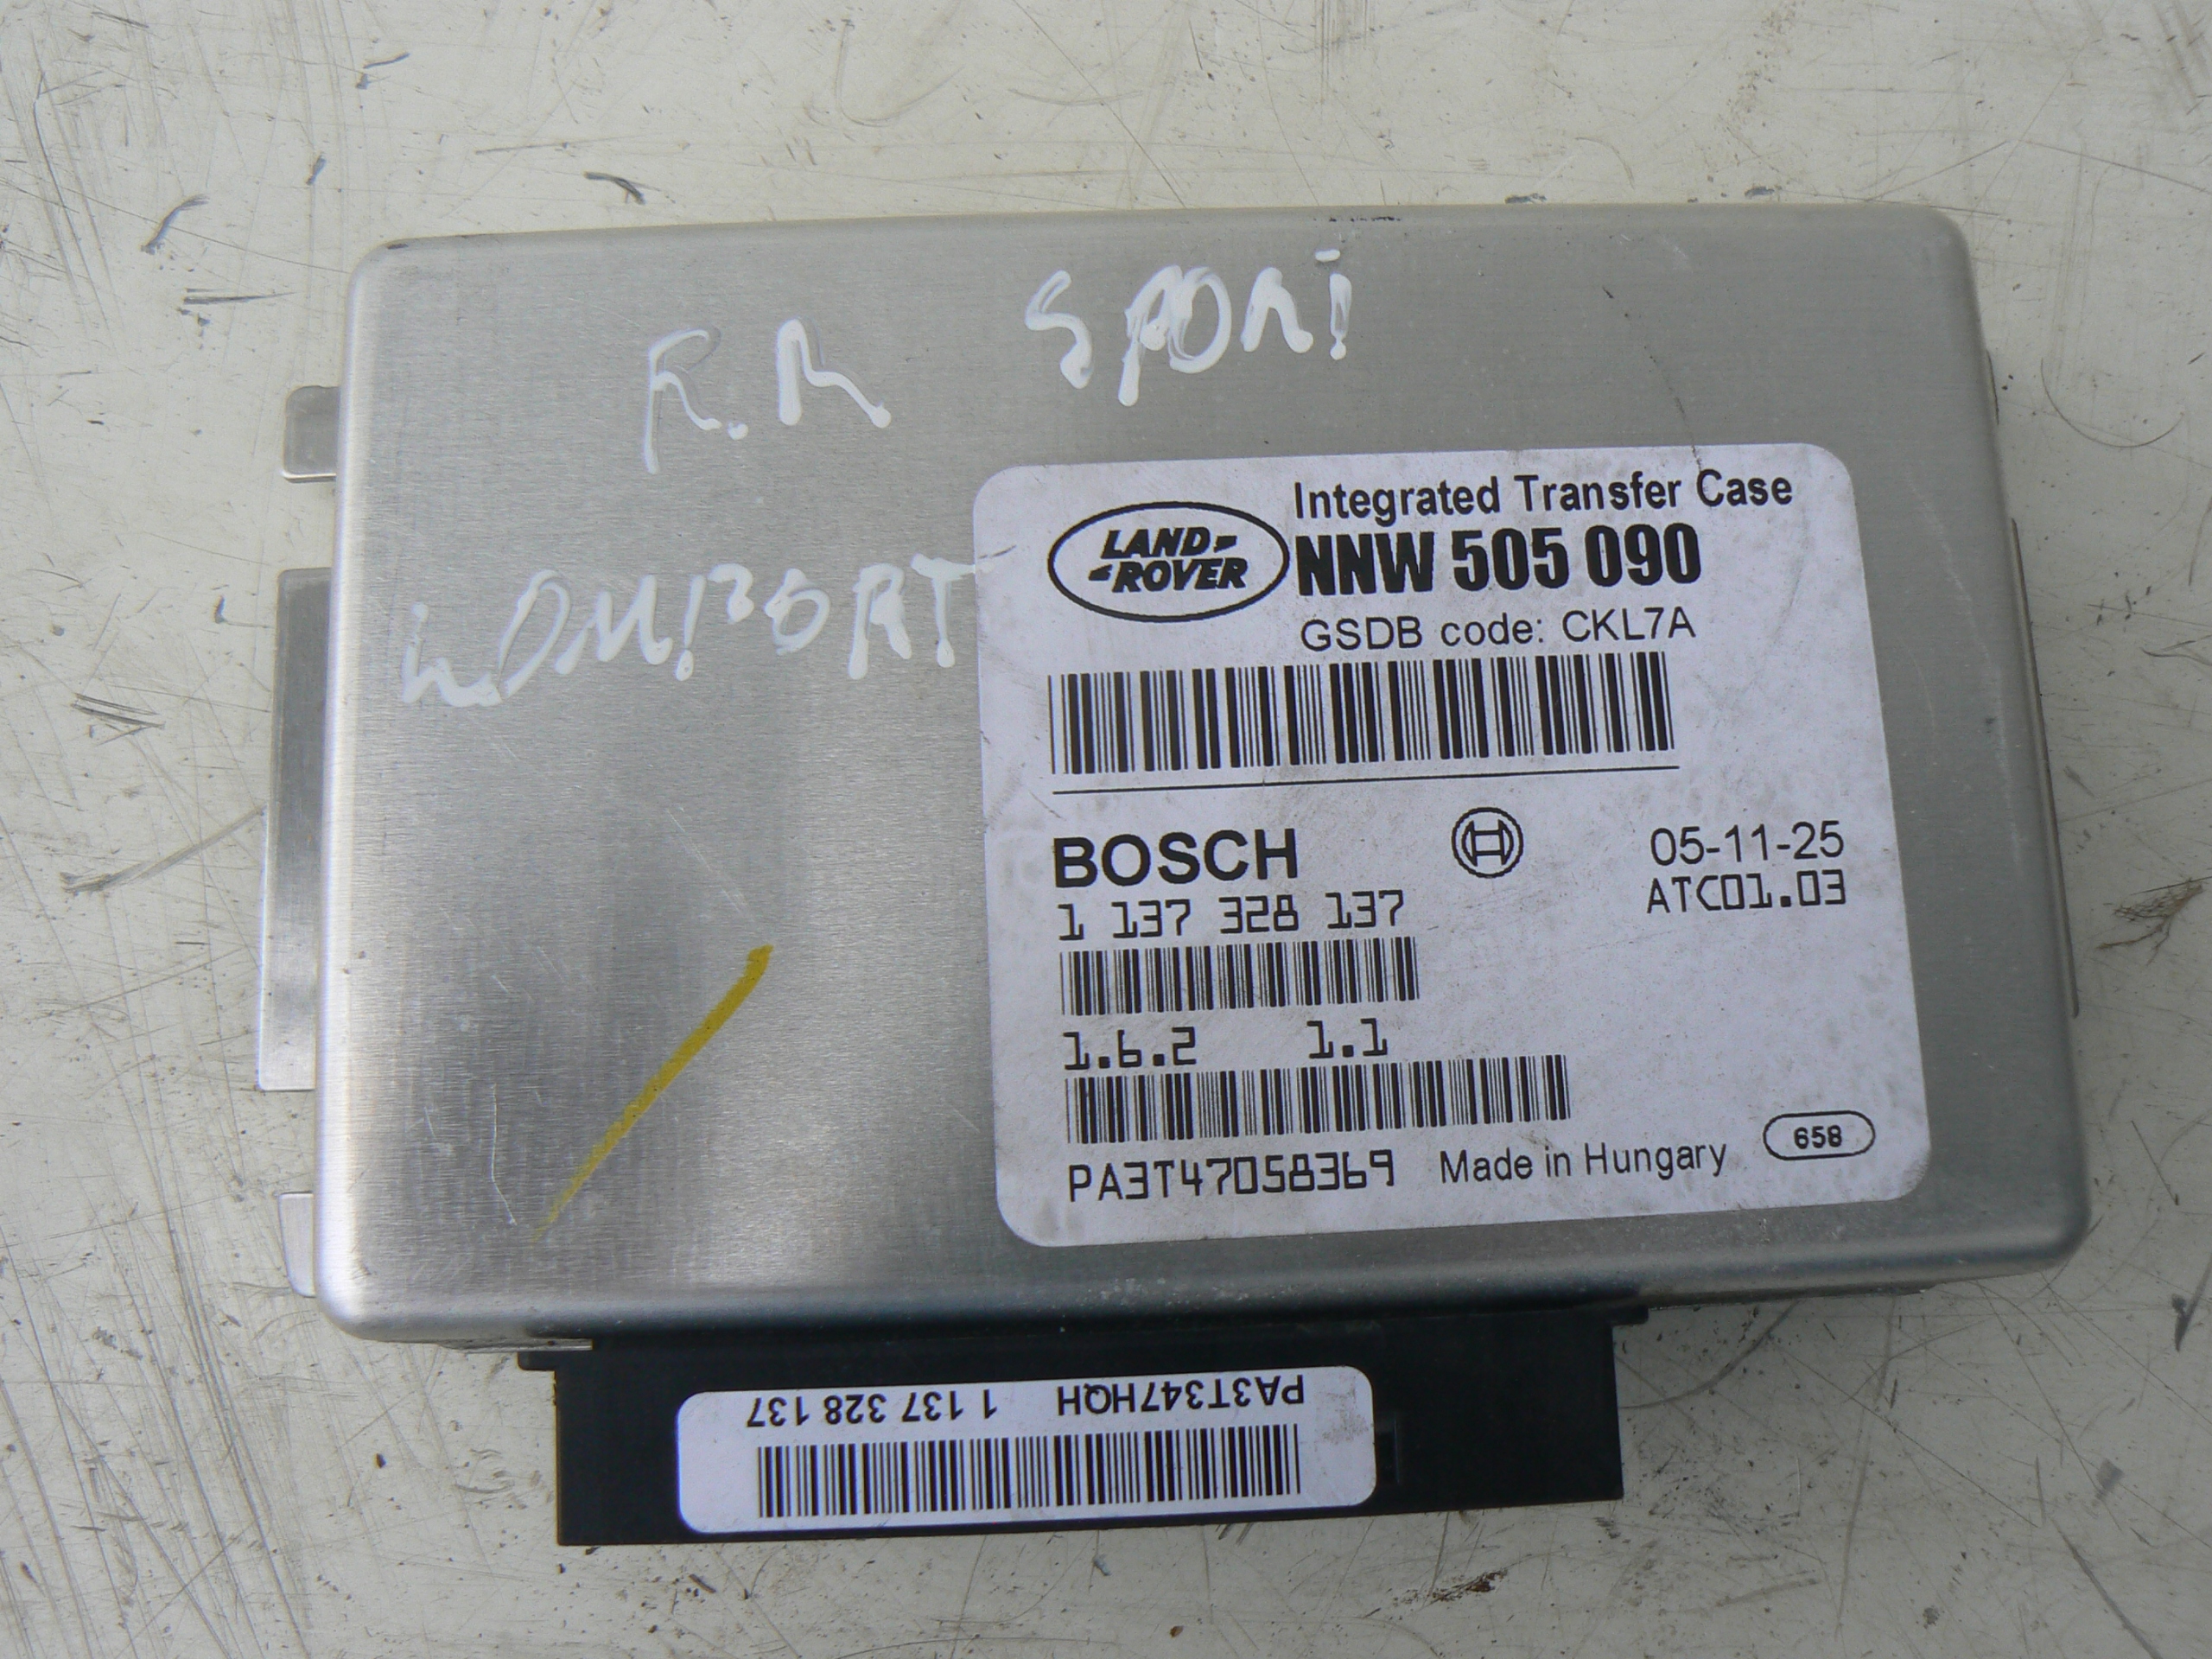 R.R SPORT
KOMFORT
Integrated Transfer Case
LAND ROVER
NNW 505 090
GSDB code: CKL7A
BOSCH
05-11-25
1 137 328 137
ATC01.03
1.6.2 1.1
PA3T47058369 Made in Hungary 658
PA3T347HQH 1 137 328 137